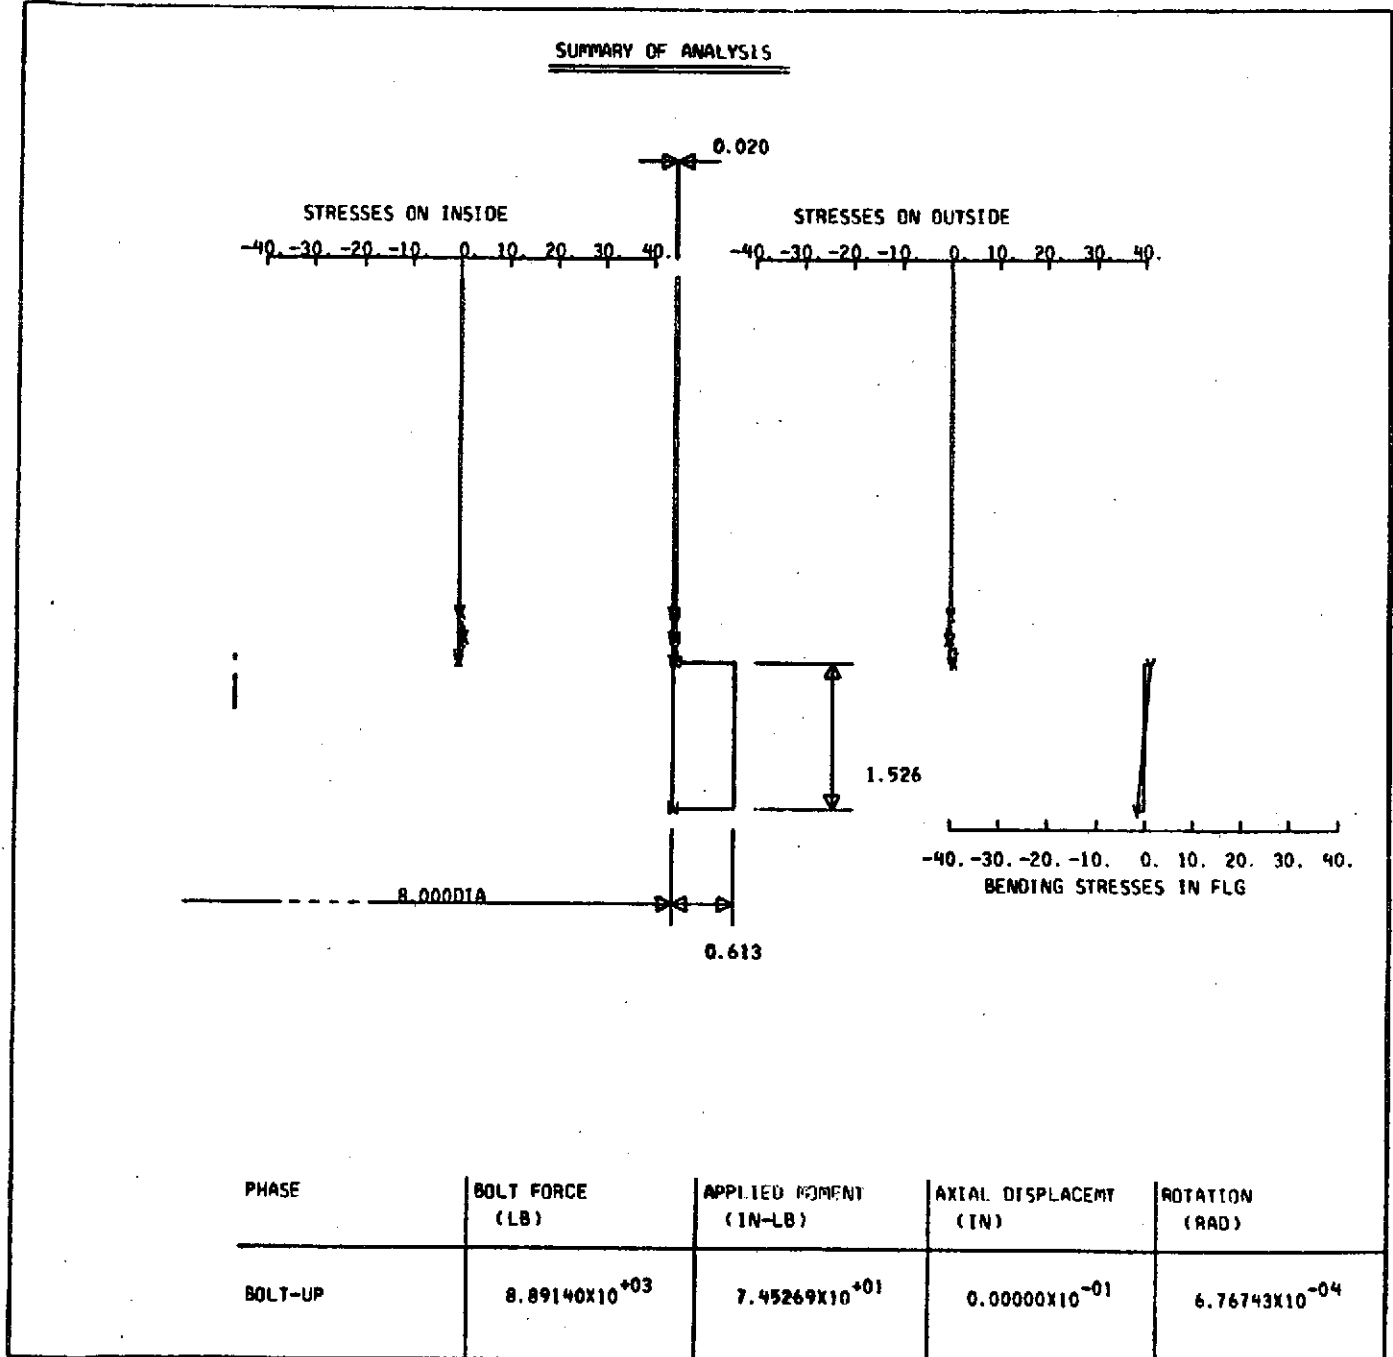 SUMMARY OF ANALYSIS
0.020
STRESSES ON INSIDE
STRESSES ON OUTSIDE
-40. -30. -20. -10. 0. 10. 20. 30. 40.
-40. -30. -20. -10. 0. 10. 20. 30. 40.
1.526
-40. -30. -20. -10. 0. 10. 20. 30. 40.
BENDING STRESSES IN FLG
8.000DIA
0.613
PHASE BOLT FORCE APPLIED MOMENT AXIAL DISPLACEMT ROTATION
(LB) (IN-LB) (IN) (RAD)
BOLT-UP 8.89140X10+03 7.45269X10+01 0.00000X10-01 6.76743X10-04